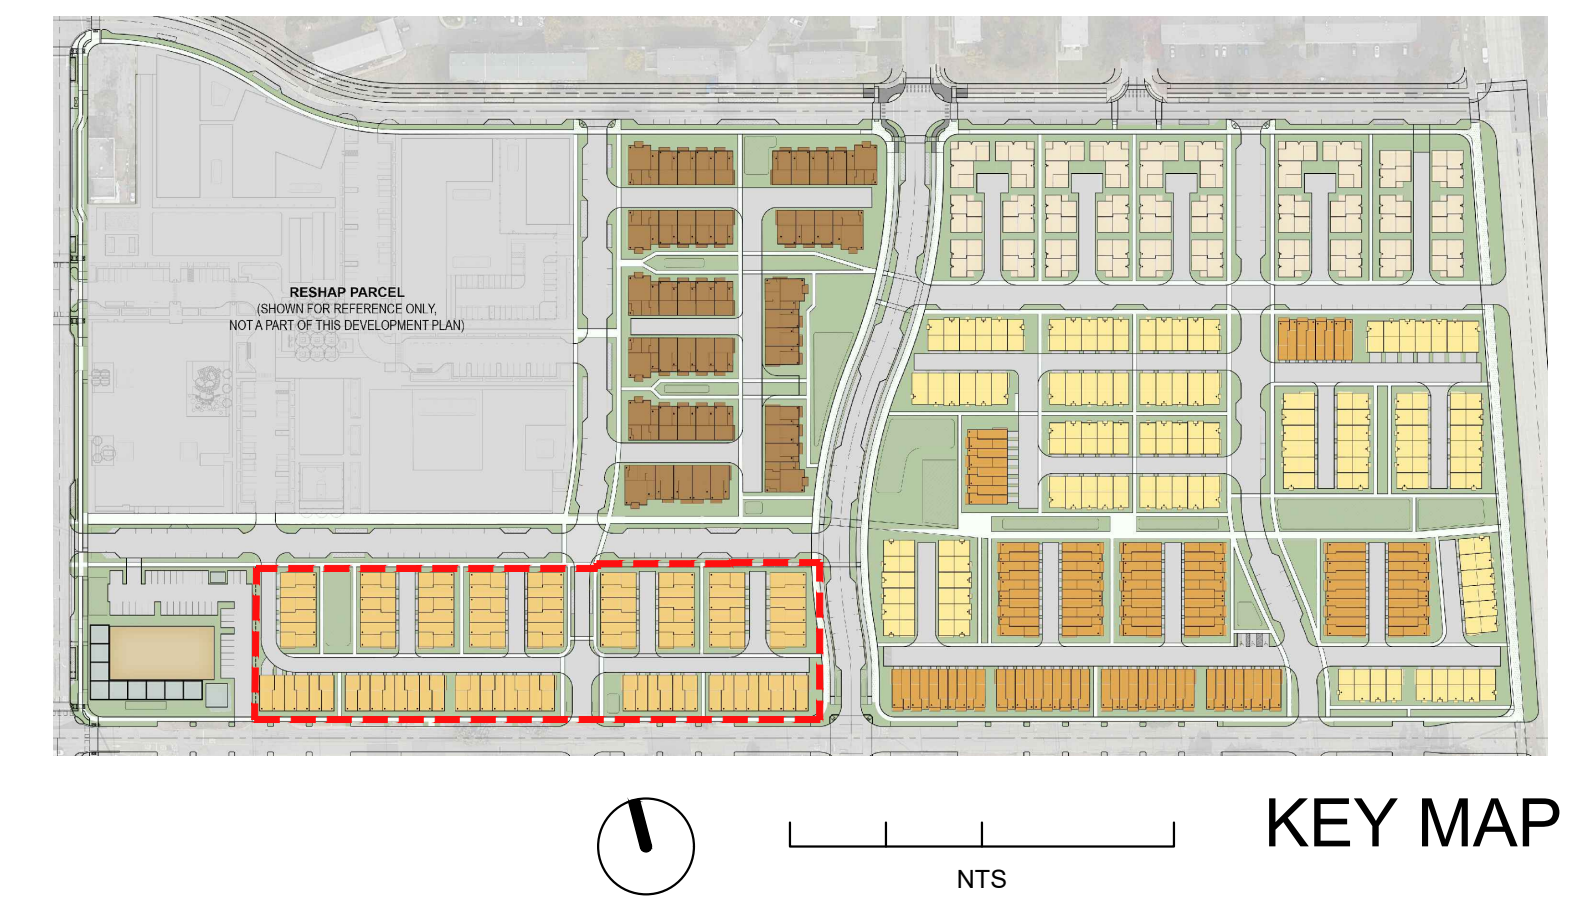 RESHAP PARCEL
(SHOWN FOR REFERENCE ONLY,
NOT A PART OF THIS DEVELOPMENT PLAN)
KEY MAP
NTS